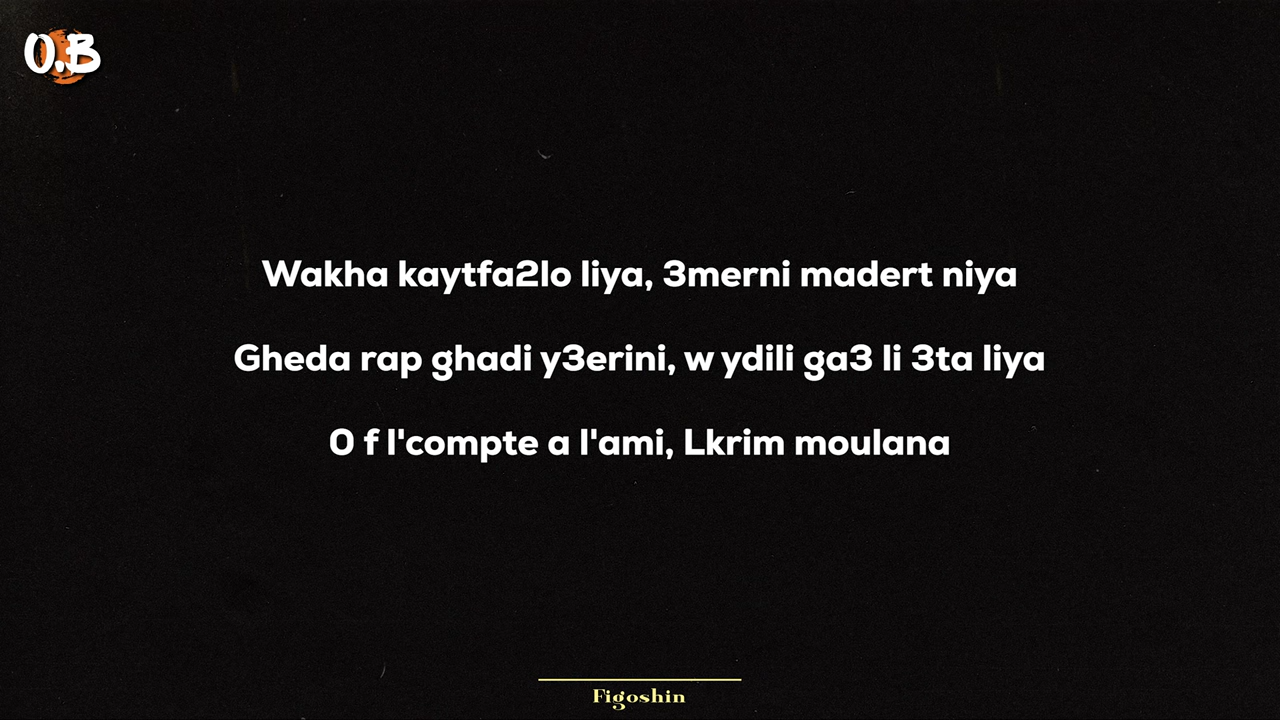 O.B
Wakha kaytfa2lo liya, 3merni madert niya
Gheda rap ghadi y3erini, w ydili ga3 li 3ta liya
O f l'compte a l'ami, Lkrim moulana
Figoshin